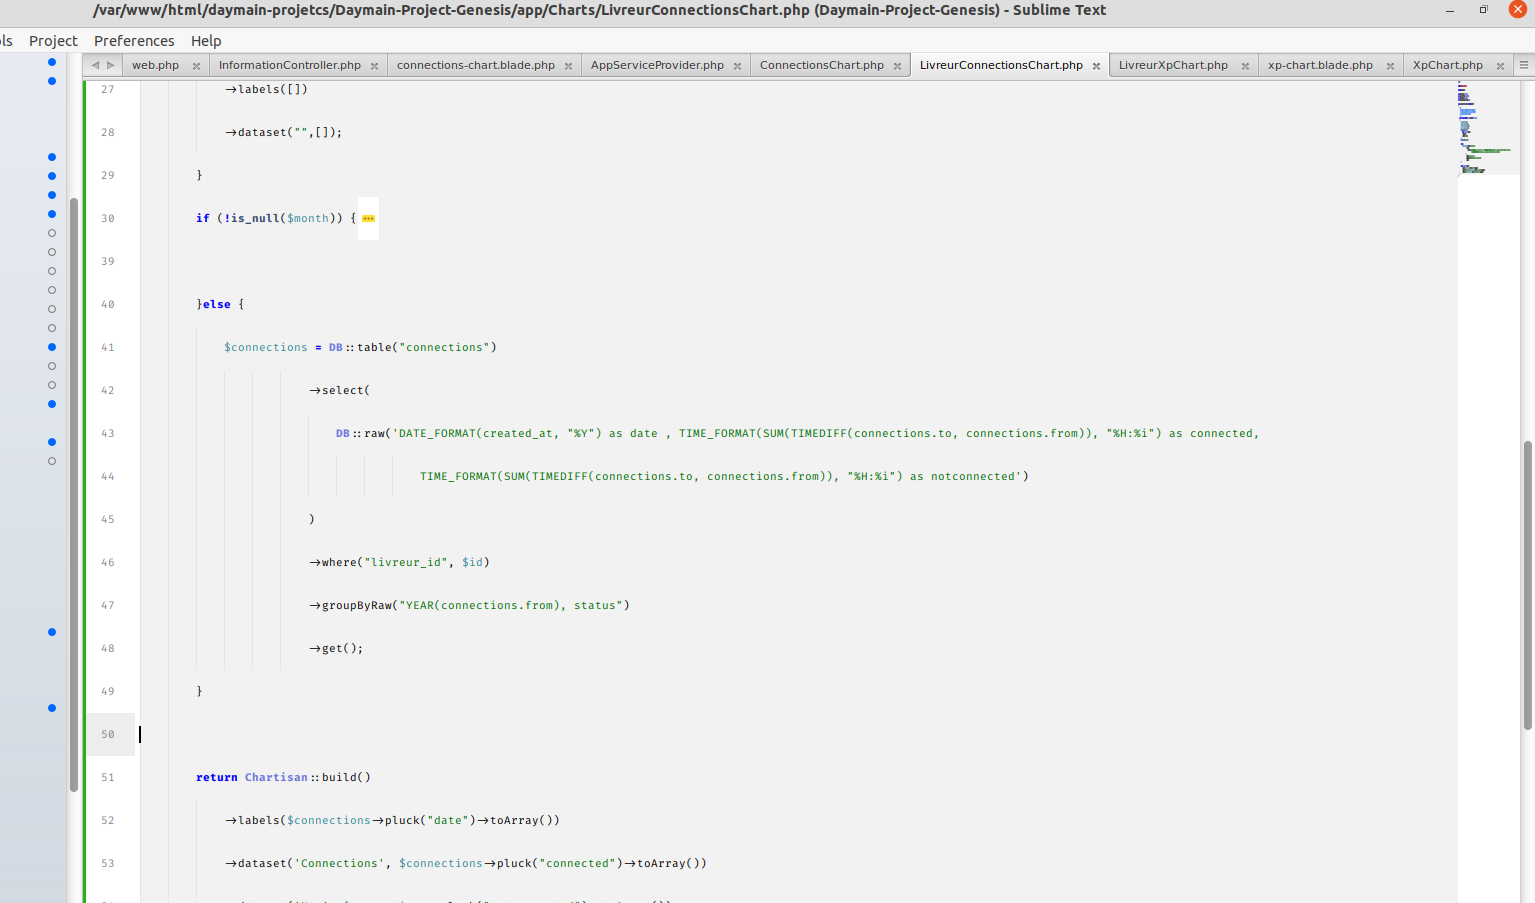 /var/www/html/daymain-projetcs/Daymain-Project-Genesis/app/Charts/LivreurConnectionsChart.php (Daymain-Project-Genesis) - Sublime Text
ls Project Preferences Help
web.php InformationController.php connections-chart.blade.php AppServiceProvider.php ConnectionsChart.php LivreurConnectionsChart.php LivreurXpChart.php xp-chart.blade.php XpChart.php
27 ->labels([])
28 ->dataset("",[]);
29 }
30 if (!is_null($month)) {
39
40 }else {
41 $connections = DB::table("connections")
42 ->select(
43 DB::raw('DATE_FORMAT(created_at, "%Y") as date , TIME_FORMAT(SUM(TIMEDIFF(connections.to, connections.from)), "%H:%i") as connected,
44 TIME_FORMAT(SUM(TIMEDIFF(connections.to, connections.from)), "%H:%i") as notconnected')
45 )
46 ->where("livreur_id", $id)
47 ->groupByRaw("YEAR(connections.from), status")
48 ->get();
49 }
50
51 return Chartisan::build()
52 ->labels($connections->pluck("date")->toArray())
53 ->dataset('Connections', $connections->pluck("connected")->toArray())